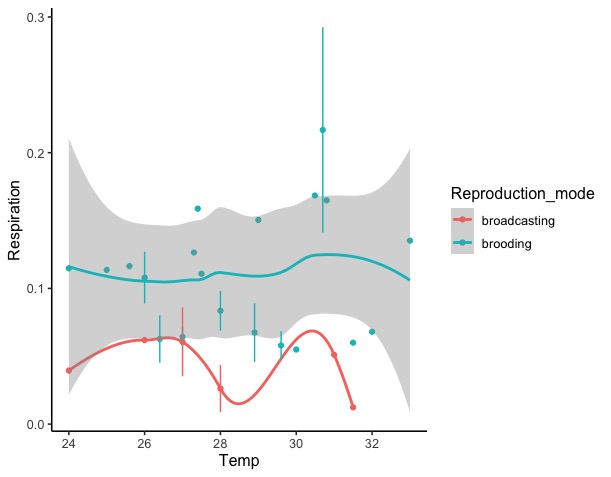 0.3
0.2
0.1
0.0
Respiration
24 26 28 30 32
Temp
Reproduction_mode
broadcasting
brooding